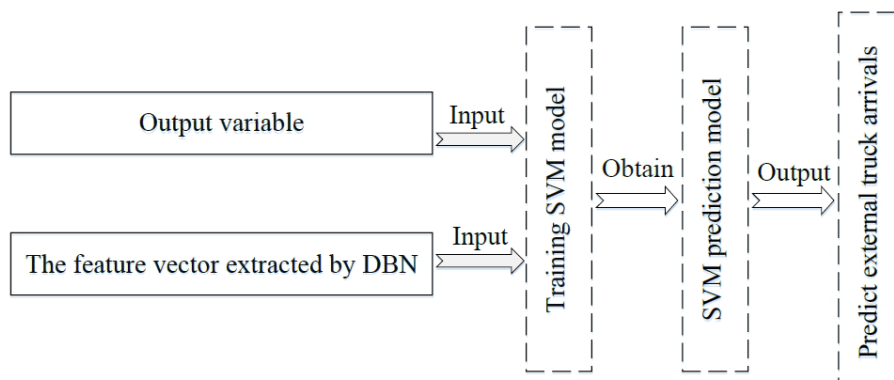 Output variable
Input
The feature vector extracted by DBN
Input
Training SVM model
Obtain
SVM prediction model
Output
Predict external truck arrivals